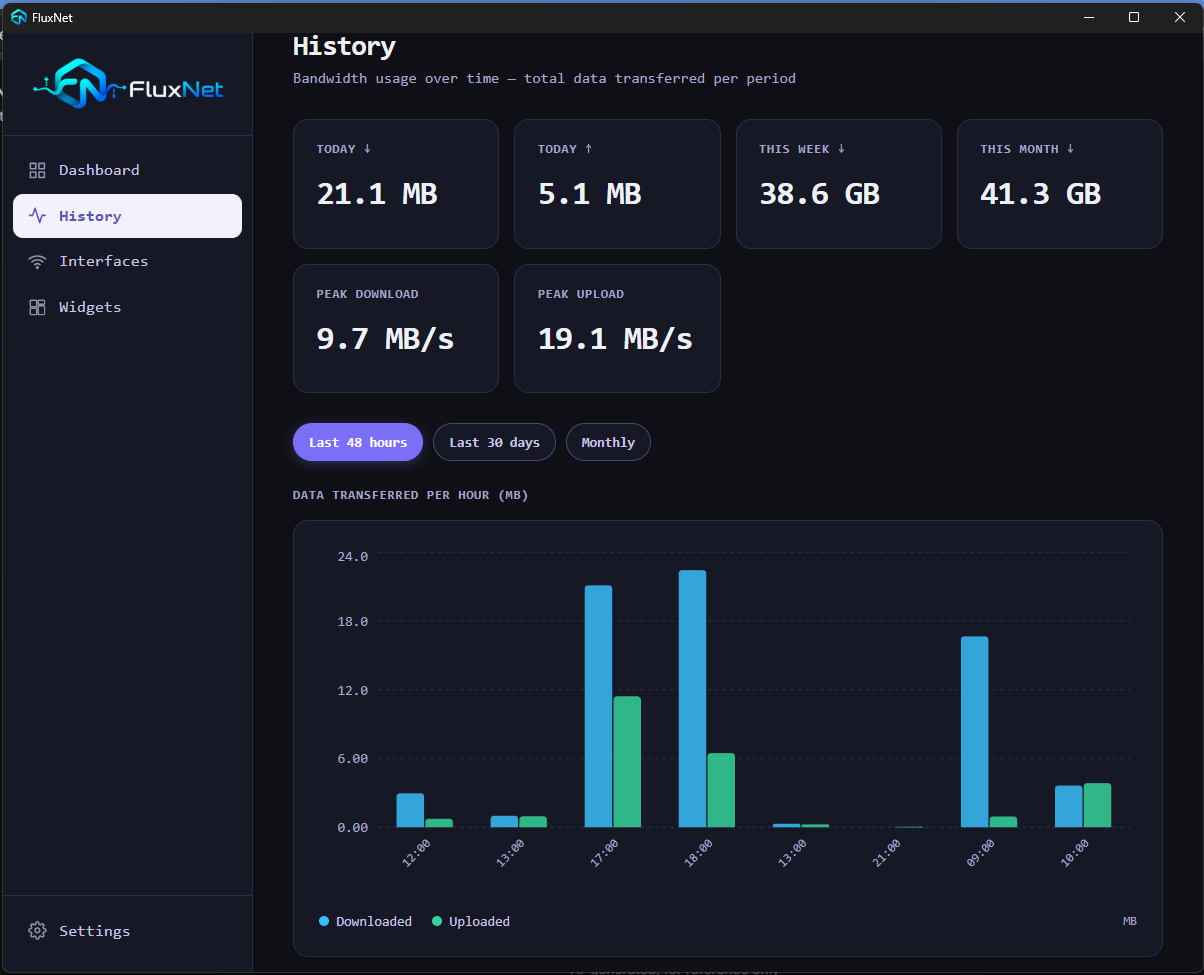 FluxNet
FluxNet
History
Bandwidth usage over time — total data transferred per period
Dashboard
History
Interfaces
Widgets
Settings
TODAY ↓
21.1 MB
TODAY ↑
5.1 MB
THIS WEEK ↓
38.6 GB
THIS MONTH ↓
41.3 GB
PEAK DOWNLOAD
9.7 MB/s
PEAK UPLOAD
19.1 MB/s
Last 48 hours
Last 30 days
Monthly
DATA TRANSFERRED PER HOUR (MB)
24.0
18.0
12.0
6.00
0.00
12:00
13:00
17:00
18:00
13:00
21:00
09:00
10:00
Downloaded
Uploaded
MB